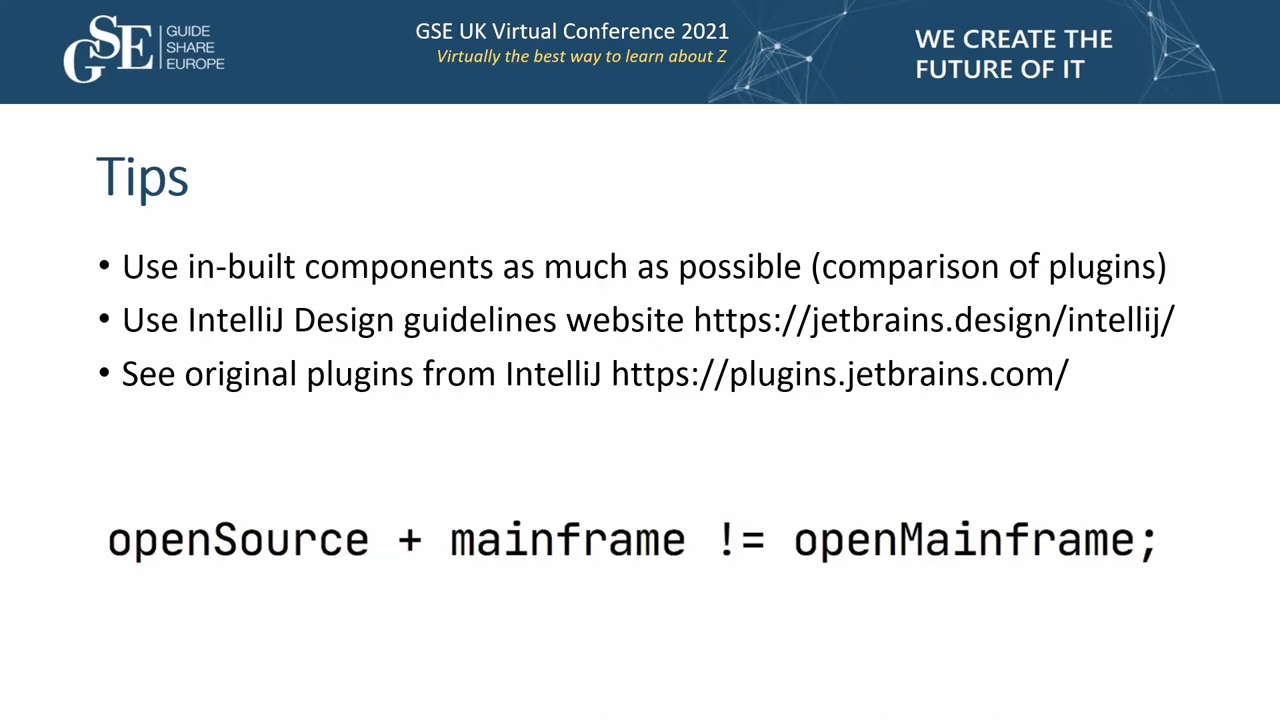 GSE
GUIDE
SHARE
EUROPE
GSE UK Virtual Conference 2021
Virtually the best way to learn about Z
WE CREATE THE
FUTURE OF IT
Tips
• Use in-built components as much as possible (comparison of plugins)
• Use IntelliJ Design guidelines website https://jetbrains.design/intellij/
• See original plugins from IntelliJ https://plugins.jetbrains.com/
openSource + mainframe != openMainframe;